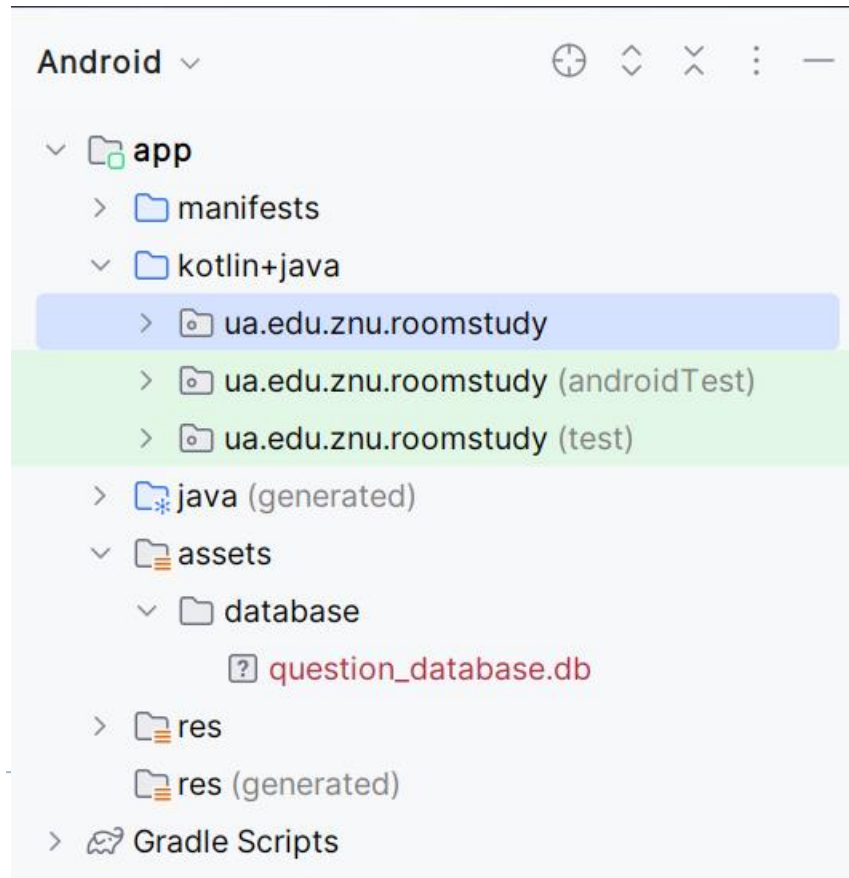 Android
app
manifests
kotlin+java
ua.edu.znu.roomstudy
ua.edu.znu.roomstudy (androidTest)
ua.edu.znu.roomstudy (test)
java (generated)
assets
database
question_database.db
res
res (generated)
Gradle Scripts